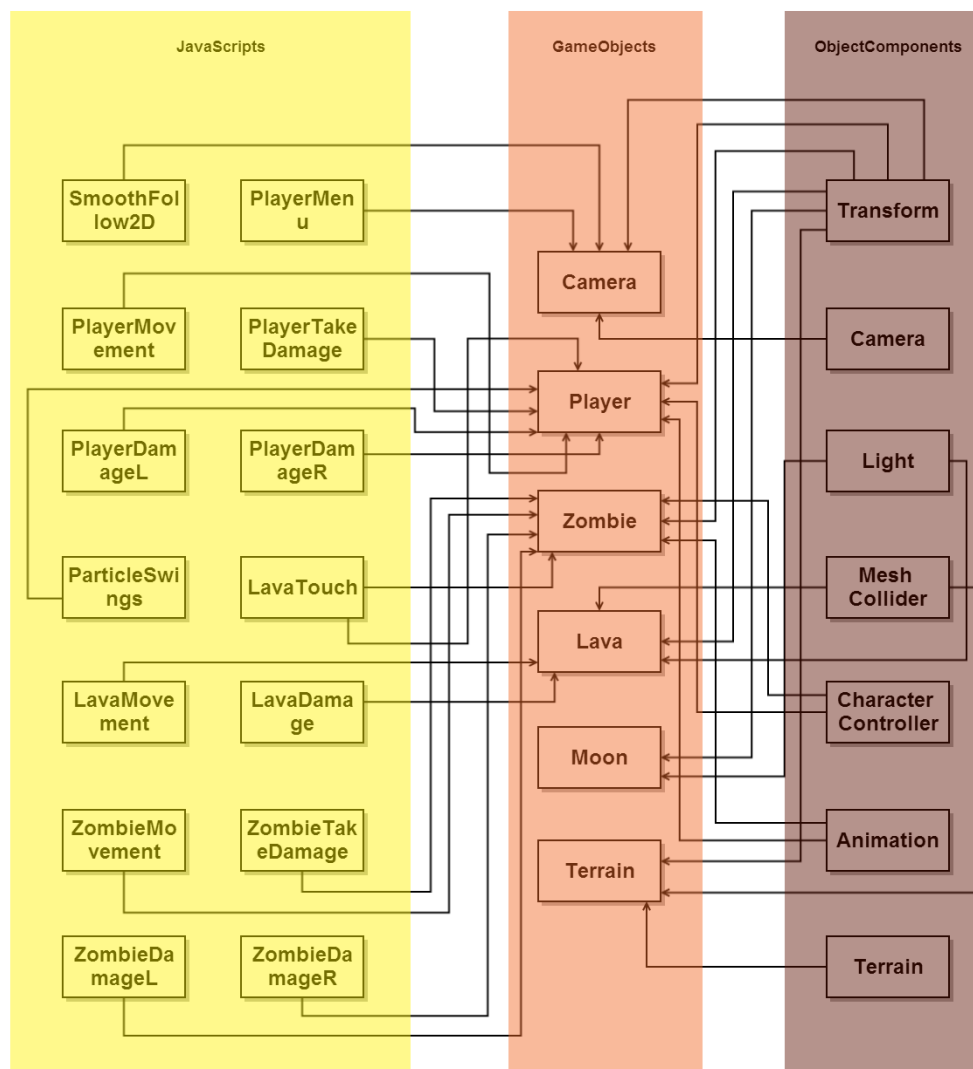 JavaScripts
GameObjects
ObjectComponents
SmoothFol
low2D
PlayerMen
u
Transform
Camera
PlayerMov
ement
PlayerTake
Damage
Camera
Player
PlayerDam
ageL
PlayerDam
ageR
Light
Zombie
ParticleSwi
ngs
LavaTouch
Mesh
Collider
Lava
LavaMove
ment
LavaDama
ge
Character
Controller
Moon
ZombieMo
vement
ZombieTak
eDamage
Animation
Terrain
ZombieDa
mageL
ZombieDa
mageR
Terrain